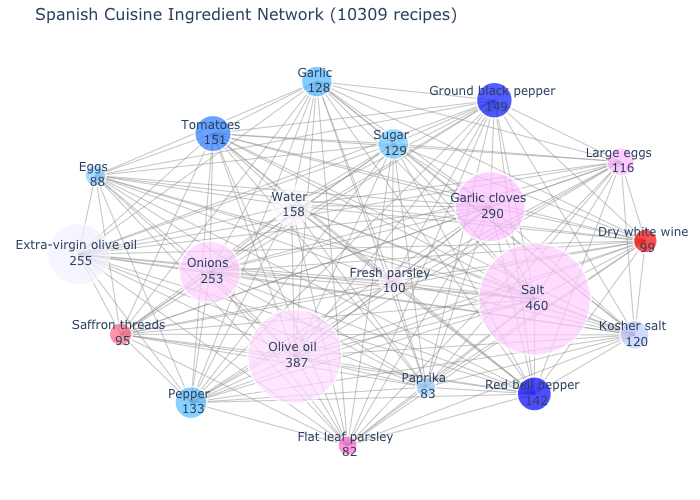 Spanish Cuisine Ingredient Network (10309 recipes)
Garlic
128
Ground black pepper
149
Tomatoes
151
Sugar
129
Large eggs
116
Eggs
88
Water
158
Garlic cloves
290
Dry white wine
99
Extra-virgin olive oil
255
Onions
253
Fresh parsley
100
Salt
460
Saffron threads
95
Kosher salt
120
Olive oil
387
Pepper
133
Paprika
83
Red bell pepper
142
Flat leaf parsley
82